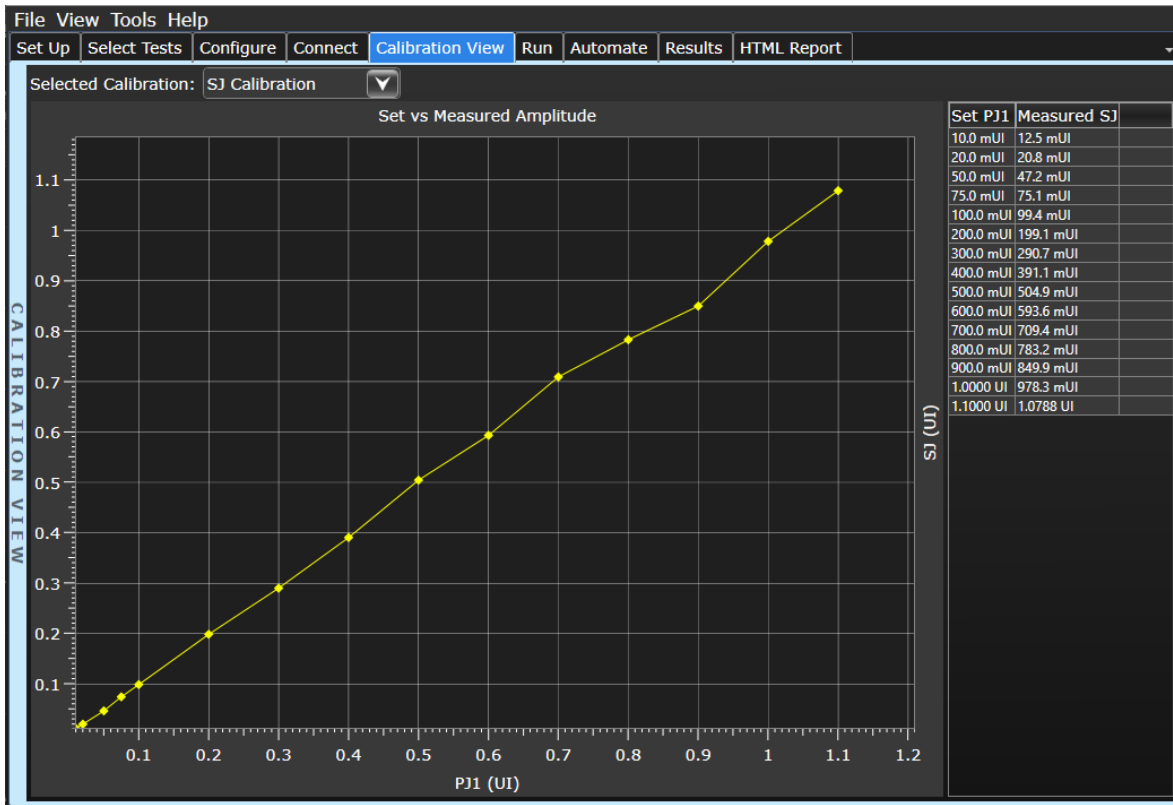 File View Tools Help
Set Up Select Tests Configure Connect Calibration View Run Automate Results HTML Report
Selected Calibration: SJ Calibration
CALIBRATION VIEW
Set vs Measured Amplitude
1.1
1
0.9
0.8
0.7
0.6
0.5
0.4
0.3
0.2
0.1
0.1 0.2 0.3 0.4 0.5 0.6 0.7 0.8 0.9 1 1.1 1.2
PJ1 (UI)
SJ (UI)
Set PJ1 Measured SJ
10.0 mUI 12.5 mUI
20.0 mUI 20.8 mUI
50.0 mUI 47.2 mUI
75.0 mUI 75.1 mUI
100.0 mUI 99.4 mUI
200.0 mUI 199.1 mUI
300.0 mUI 290.7 mUI
400.0 mUI 391.1 mUI
500.0 mUI 504.9 mUI
600.0 mUI 593.6 mUI
700.0 mUI 709.4 mUI
800.0 mUI 783.2 mUI
900.0 mUI 849.9 mUI
1.0000 UI 978.3 mUI
1.1000 UI 1.0788 UI